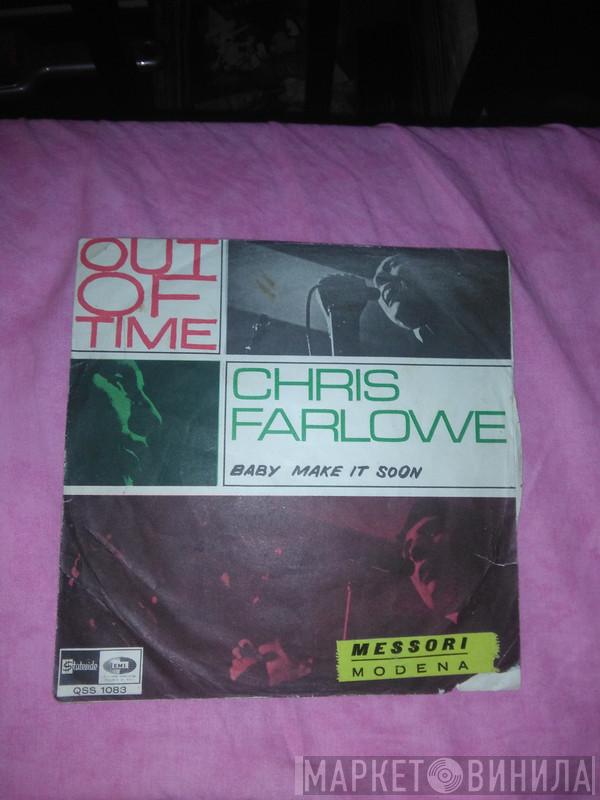 OUT
OF
TIME
CHRIS
FARLOWE
BABY MAKE IT SOON
MESSORI
MODENA
Stateside
EMI
QSS 1083
МАРКЕТ ВИНИЛА